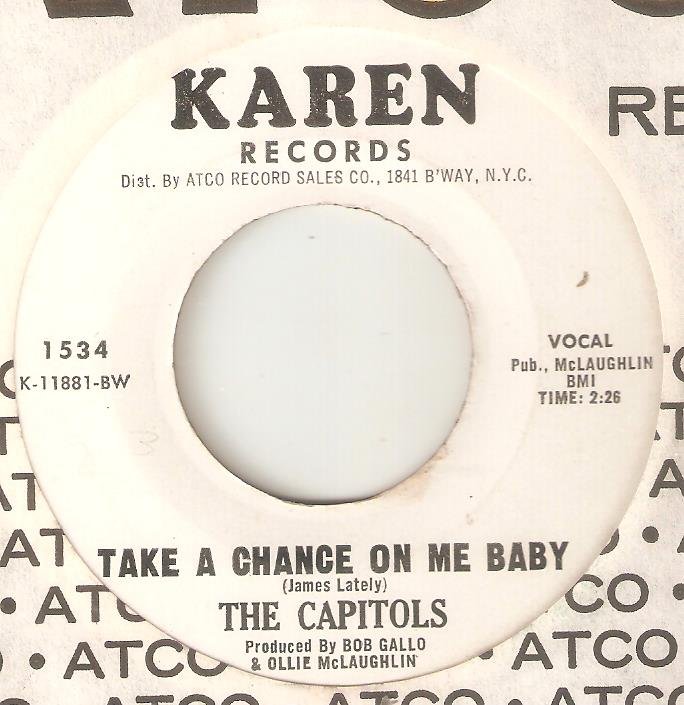 KAREN
RECORDS
Dist. By ATCO RECORD SALES CO., 1841 B'WAY, N.Y.C.
1534
K-11881-BW
VOCAL
Pub., McLAUGHLIN
BMI
TIME: 2:26
TAKE A CHANCE ON ME BABY
(James Lately)
THE CAPITOLS
Produced By BOB GALLO
& OLLIE McLAUGHLIN
ATCO
ATCO
ATCO